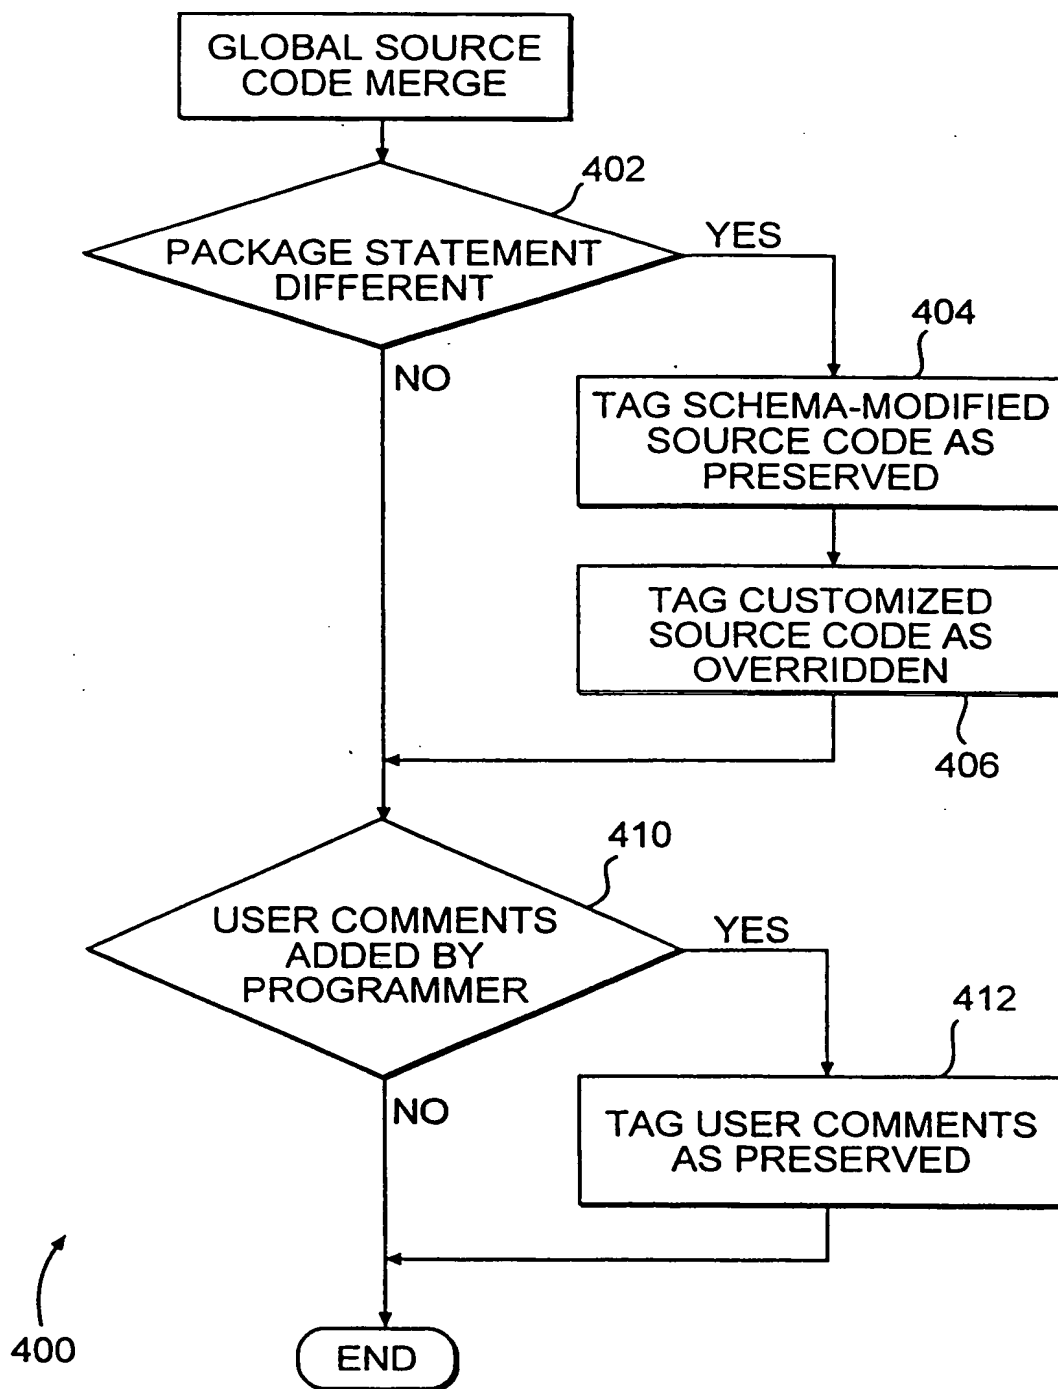 GLOBAL SOURCE
CODE MERGE
402
PACKAGE STATEMENT
DIFFERENT
YES
NO
404
TAG SCHEMA-MODIFIED
SOURCE CODE AS
PRESERVED
TAG CUSTOMIZED
SOURCE CODE AS
OVERRIDDEN
406
410
USER COMMENTS
ADDED BY
PROGRAMMER
YES
NO
412
TAG USER COMMENTS
AS PRESERVED
400
END